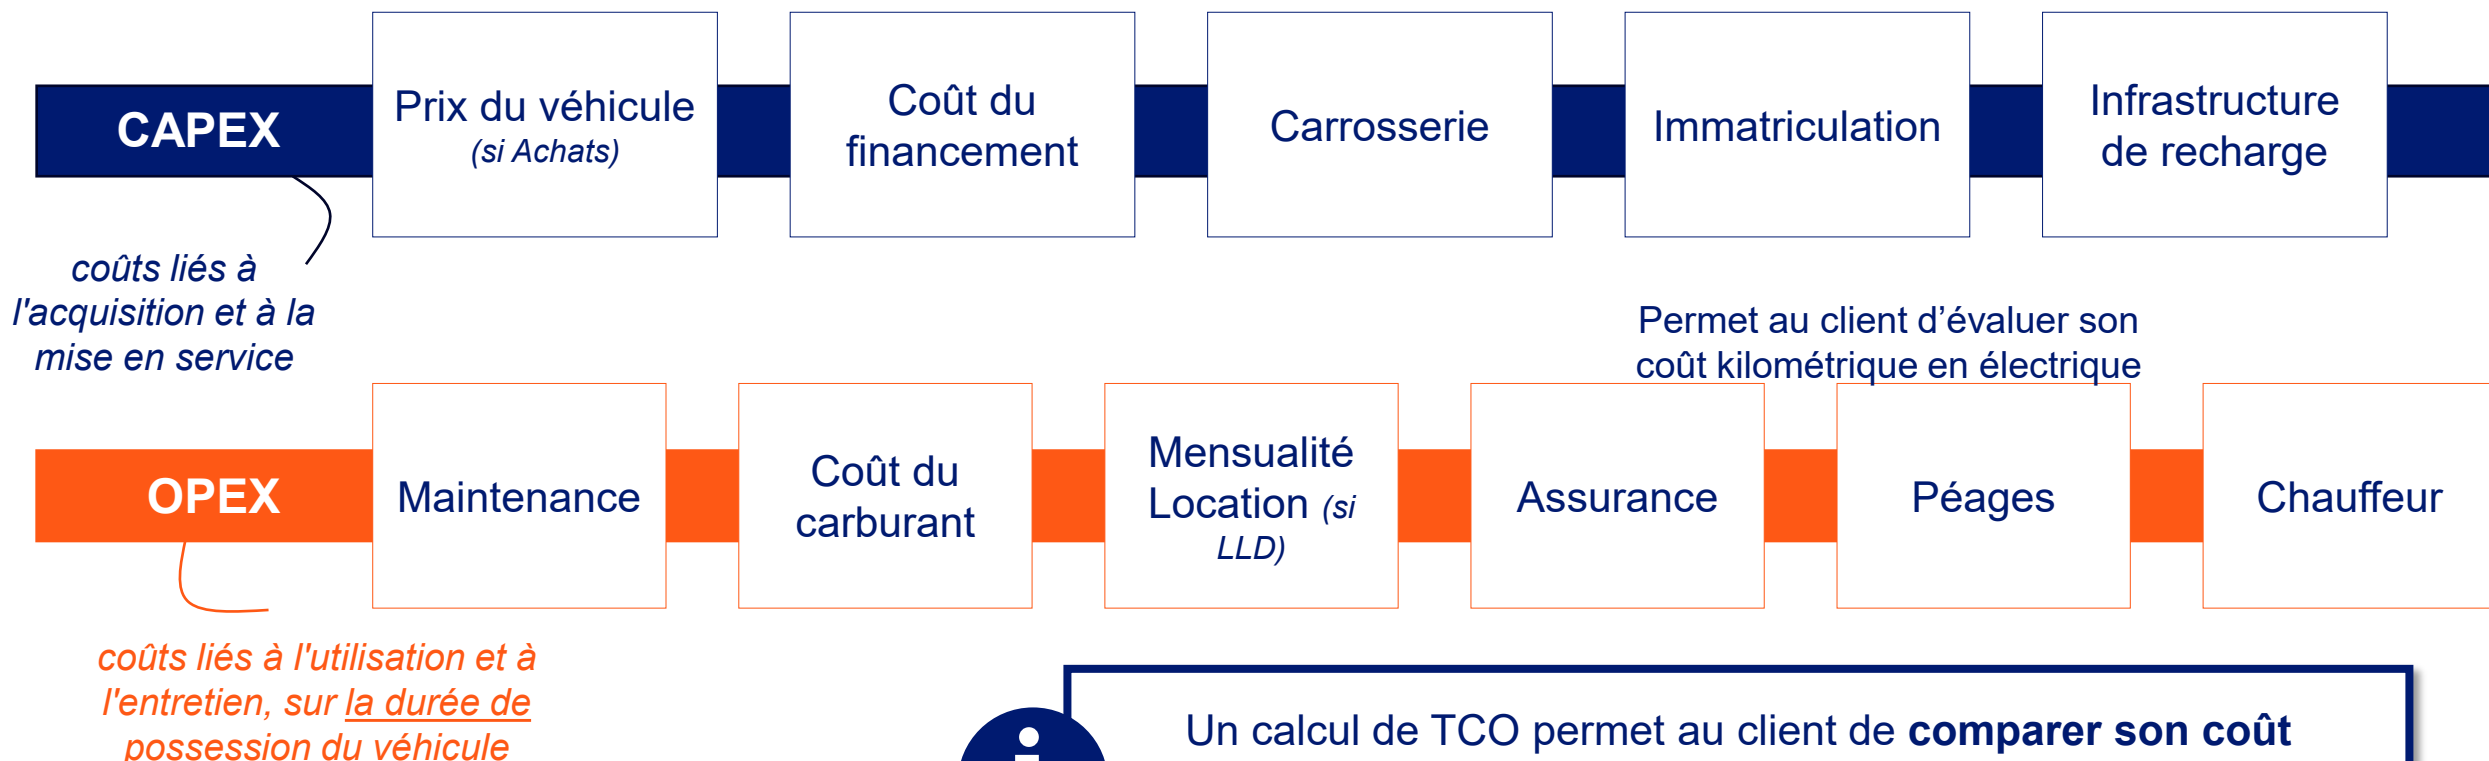 CAPEX
Prix du véhicule
(si Achats)
Coût du
financement
Carrosserie
Immatriculation
Infrastructure
de recharge
coûts liés à
l'acquisition et à la
mise en service
Permet au client d’évaluer son
coût kilométrique en électrique
OPEX
Maintenance
Coût du
carburant
Mensualité
Location (si
LLD)
Assurance
Péages
Chauffeur
coûts liés à l'utilisation et à
l'entretien, sur la durée de
possession du véhicule
i
Un calcul de TCO permet au client de comparer son coût